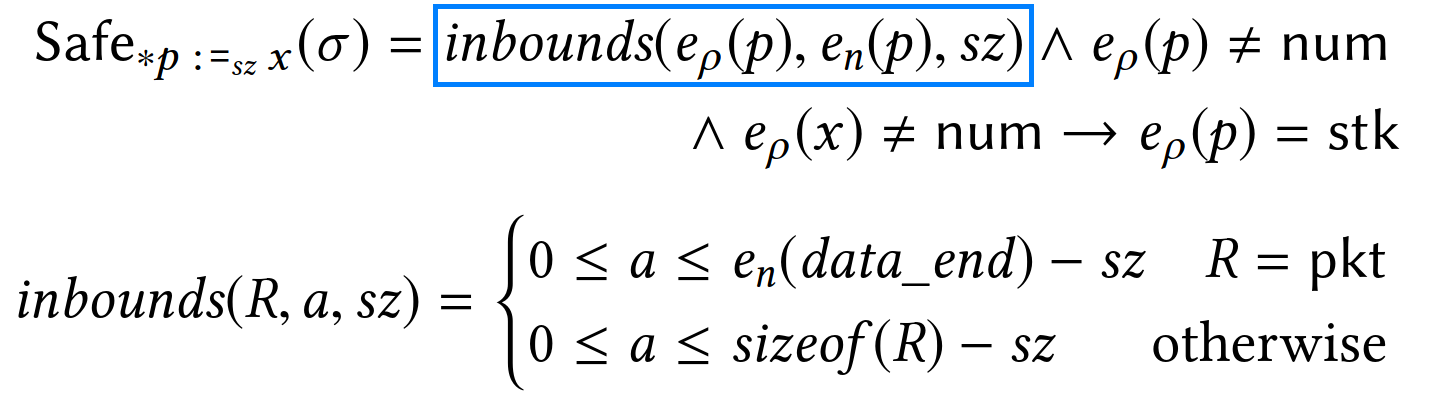 Safe_{*p :=_{sz} x}(σ) = inbounds(e_ρ(p), e_n(p), sz) ∧ e_ρ(p) ≠ num
∧ e_ρ(x) ≠ num ⟶ e_ρ(p) = stk
inbounds(R, a, sz) = {
0 ≤ a ≤ e_n(data_end) − sz R = pkt
0 ≤ a ≤ sizeof(R) − sz otherwise